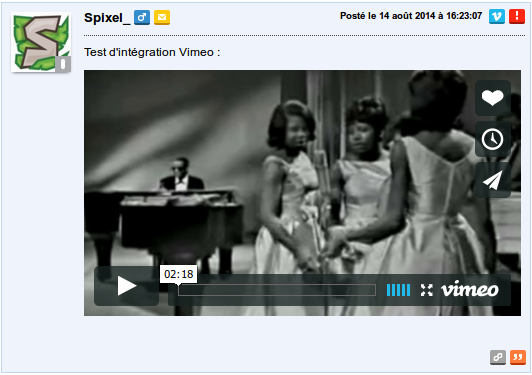 Spixel_
Posté le 14 août 2014 à 16:23:07
Test d'intégration Vimeo :
02:18
vimeo